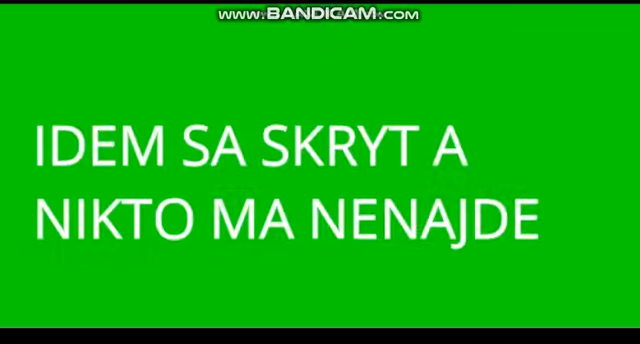 www.BANDICAM.com
IDEM SA SKRYT A
NIKTO MA NENAJDE